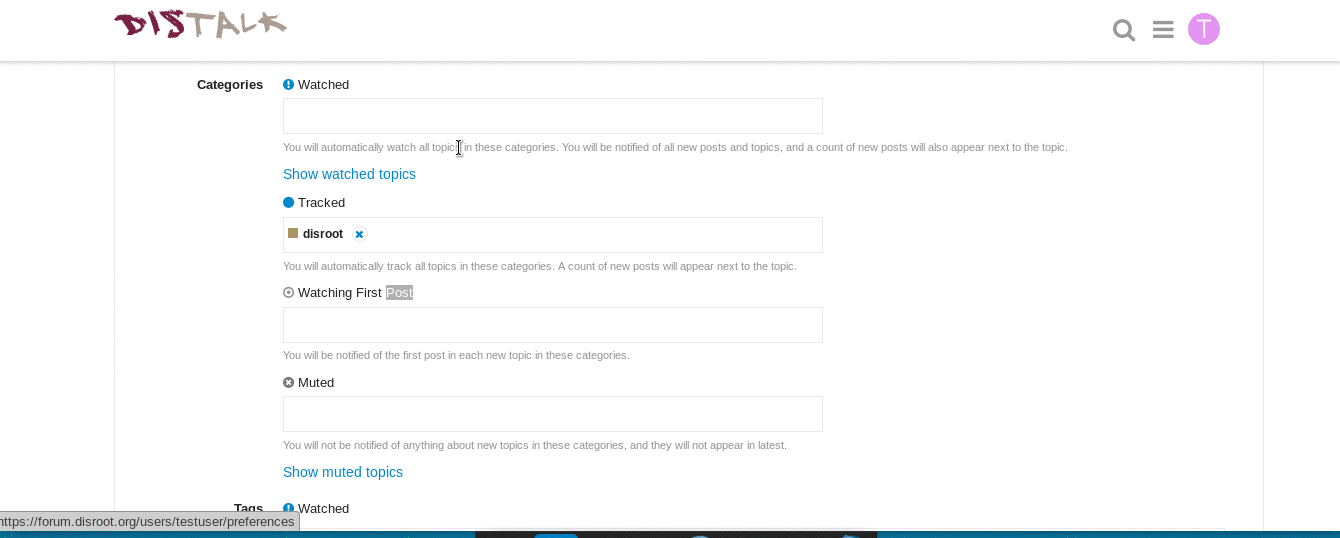 DISTALK
T
Categories
Watched
You will automatically watch all topics in these categories. You will be notified of all new posts and topics, and a count of new posts will also appear next to the topic.
Show watched topics
Tracked
disroot
You will automatically track all topics in these categories. A count of new posts will appear next to the topic.
Watching First Post
You will be notified of the first post in each new topic in these categories.
Muted
You will not be notified of anything about new topics in these categories, and they will not appear in latest.
Show muted topics
Tags
Watched
https://forum.disroot.org/users/testuser/preferences